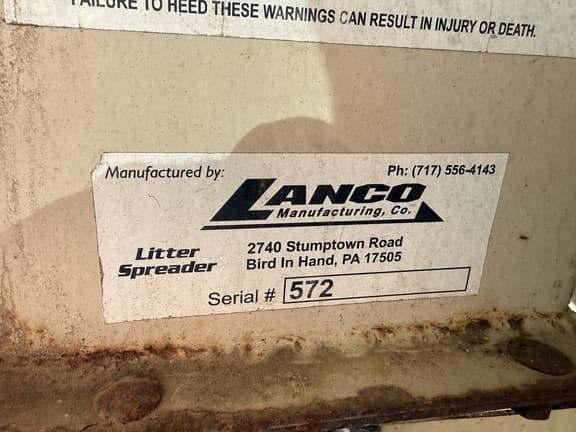 FAILURE TO HEED THESE WARNINGS CAN RESULT IN INJURY OR DEATH.
Manufactured by:
Ph: (717) 556-4143
LANCO
Manufacturing, Co.
Litter
Spreader
2740 Stumptown Road
Bird In Hand, PA 17505
Serial # 572